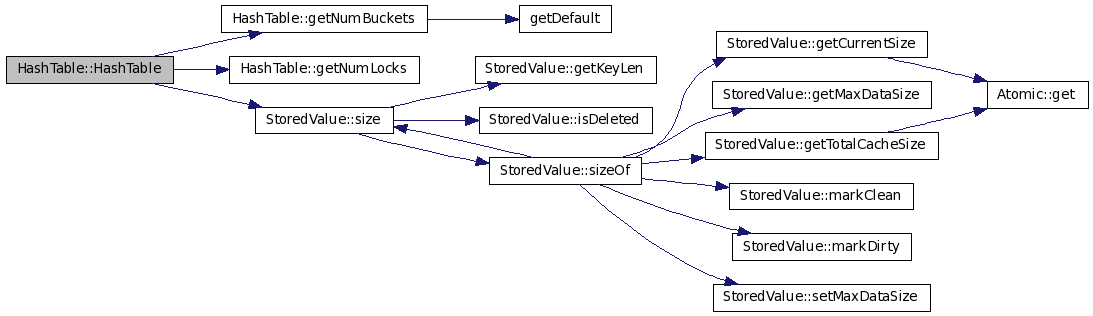 HashTable::HashTable
HashTable::getNumBuckets
getDefault
HashTable::getNumLocks
StoredValue::size
StoredValue::getKeyLen
StoredValue::isDeleted
StoredValue::sizeOf
StoredValue::getCurrentSize
StoredValue::getMaxDataSize
StoredValue::getTotalCacheSize
StoredValue::markClean
StoredValue::markDirty
StoredValue::setMaxDataSize
Atomic::get